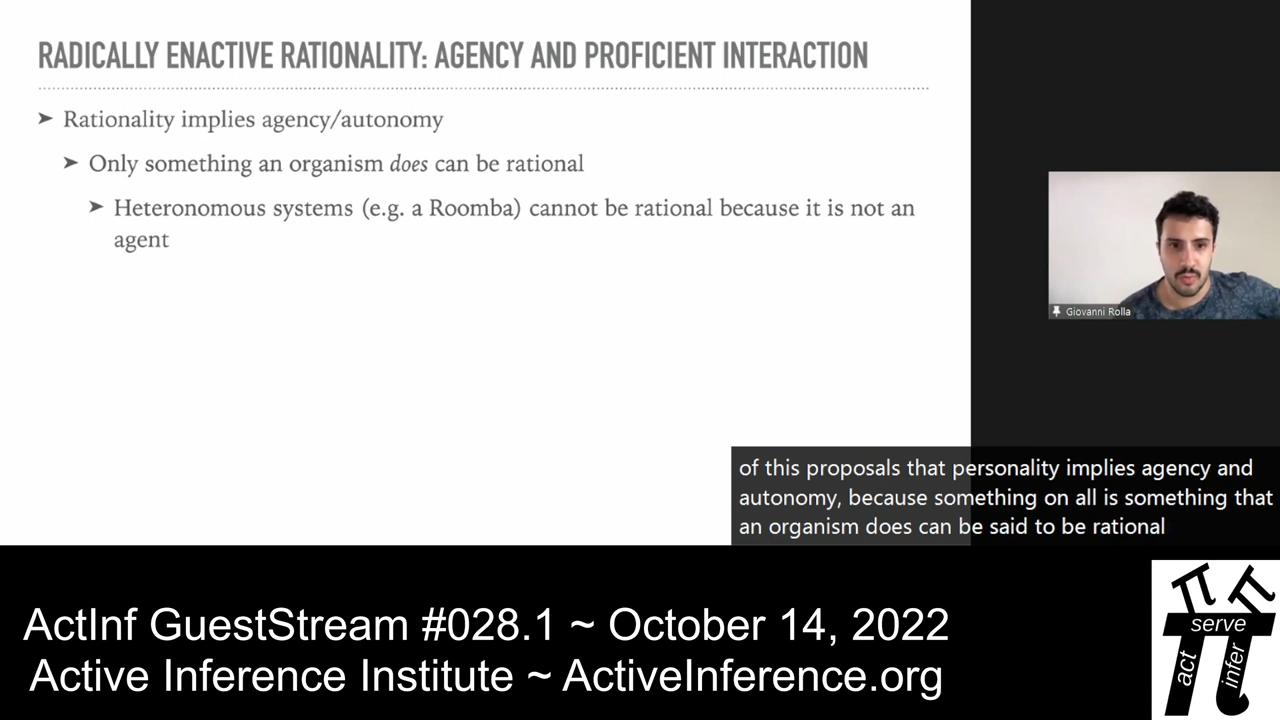 RADICALLY ENACTIVE RATIONALITY: AGENCY AND PROFICIENT INTERACTION
➤ Rationality implies agency/autonomy
➤ Only something an organism does can be rational
➤ Heteronomous systems (e.g. a Roomba) cannot be rational because it is not an
agent
Giovanni Rolla
of this proposals that personality implies agency and
autonomy, because something on all is something that
an organism does can be said to be rational
ActInf GuestStream #028.1 ~ October 14, 2022
Active Inference Institute ~ ActiveInference.org
π π
serve
act
infer